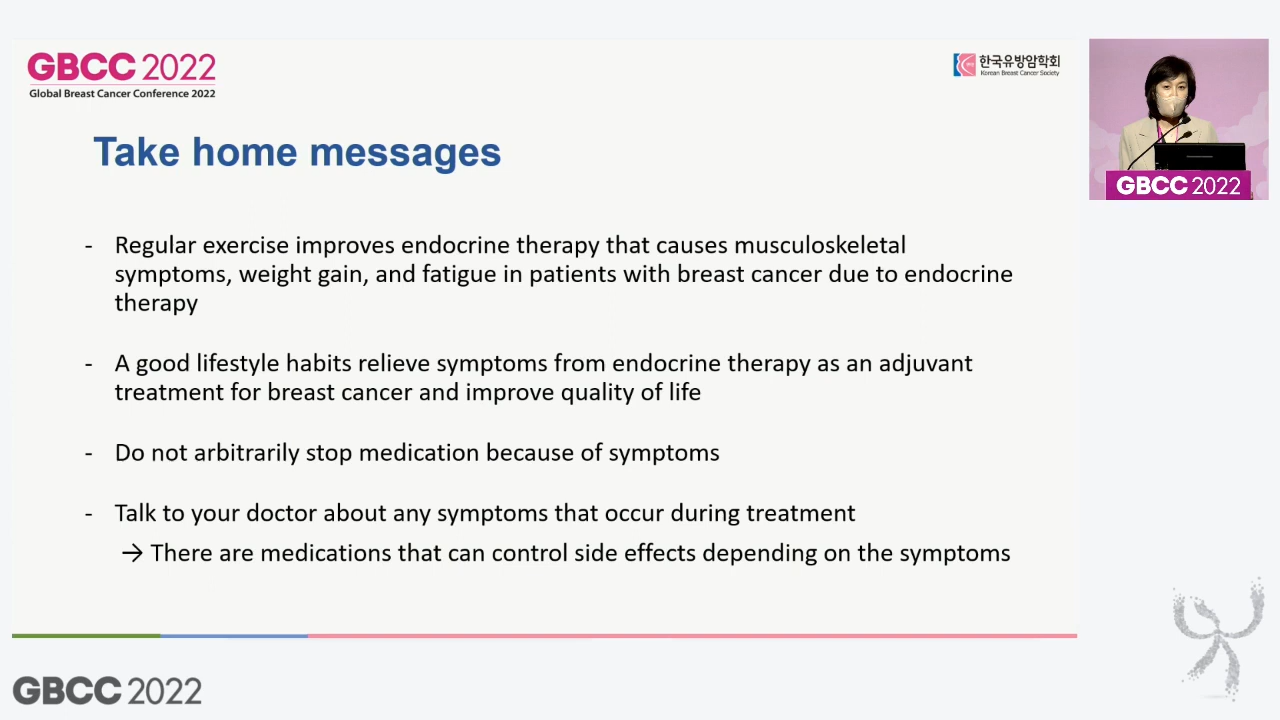 GBCC 2022
Global Breast Cancer Conference 2022
한국유방암학회
Korean Breast Cancer Society
Take home messages
- Regular exercise improves endocrine therapy that causes musculoskeletal
symptoms, weight gain, and fatigue in patients with breast cancer due to endocrine
therapy
- A good lifestyle habits relieve symptoms from endocrine therapy as an adjuvant
treatment for breast cancer and improve quality of life
- Do not arbitrarily stop medication because of symptoms
- Talk to your doctor about any symptoms that occur during treatment
→ There are medications that can control side effects depending on the symptoms
GBCC 2022
GBCC 2022